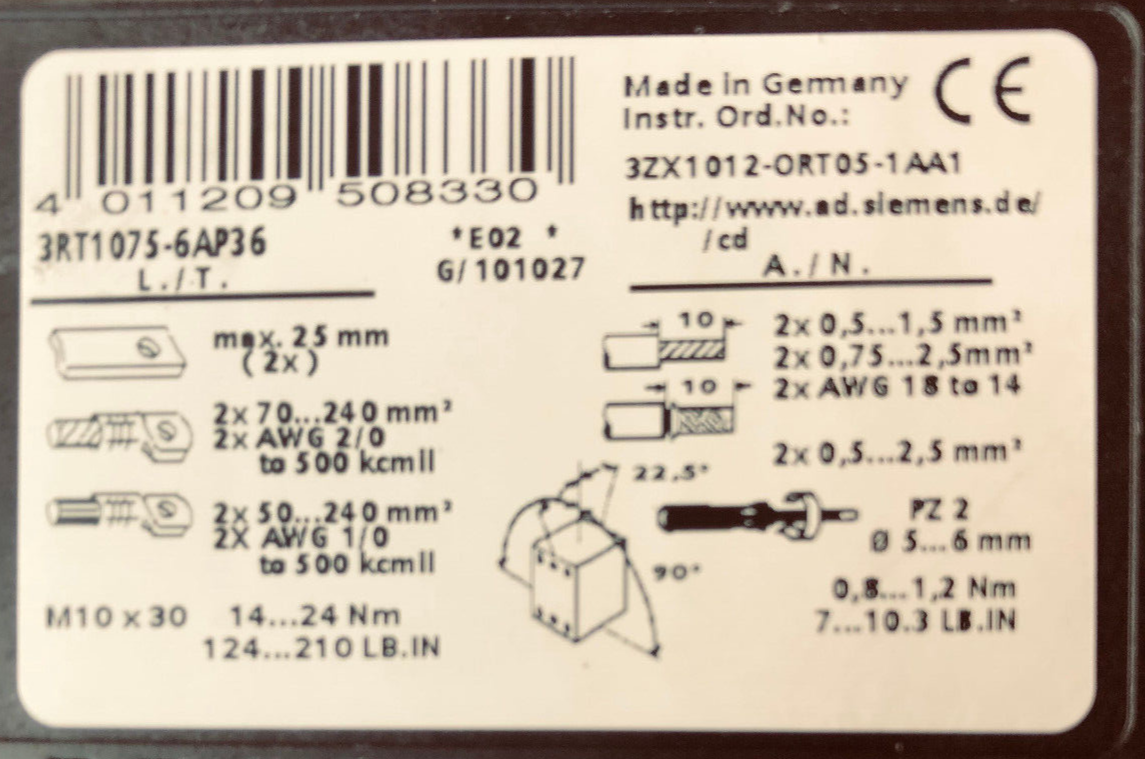 Made in Germany CE
Instr. Ord.No.:
3ZX1012-0RT05-1AA1
http://www.ad.siemens.de/
/cd
4 011209 508330
3RT1075-6AP36 *E02 *
G/101027
L./T.
max. 25 mm
(2x)
2x 70...240 mm²
2x AWG 2/0
to 500 kcmil
2x 50...240 mm²
2X AWG 1/0
to 500 kcmil
M10 x 30 14...24 Nm
124...210 LB.IN
A./N.
10 2x 0,5...1,5 mm²
2x 0,75...2,5mm²
10 2x AWG 18 to 14
2x 0,5...2,5 mm²
22,5°
90°
PZ 2
Ø 5...6 mm
0,8...1,2 Nm
7...10.3 LB.IN